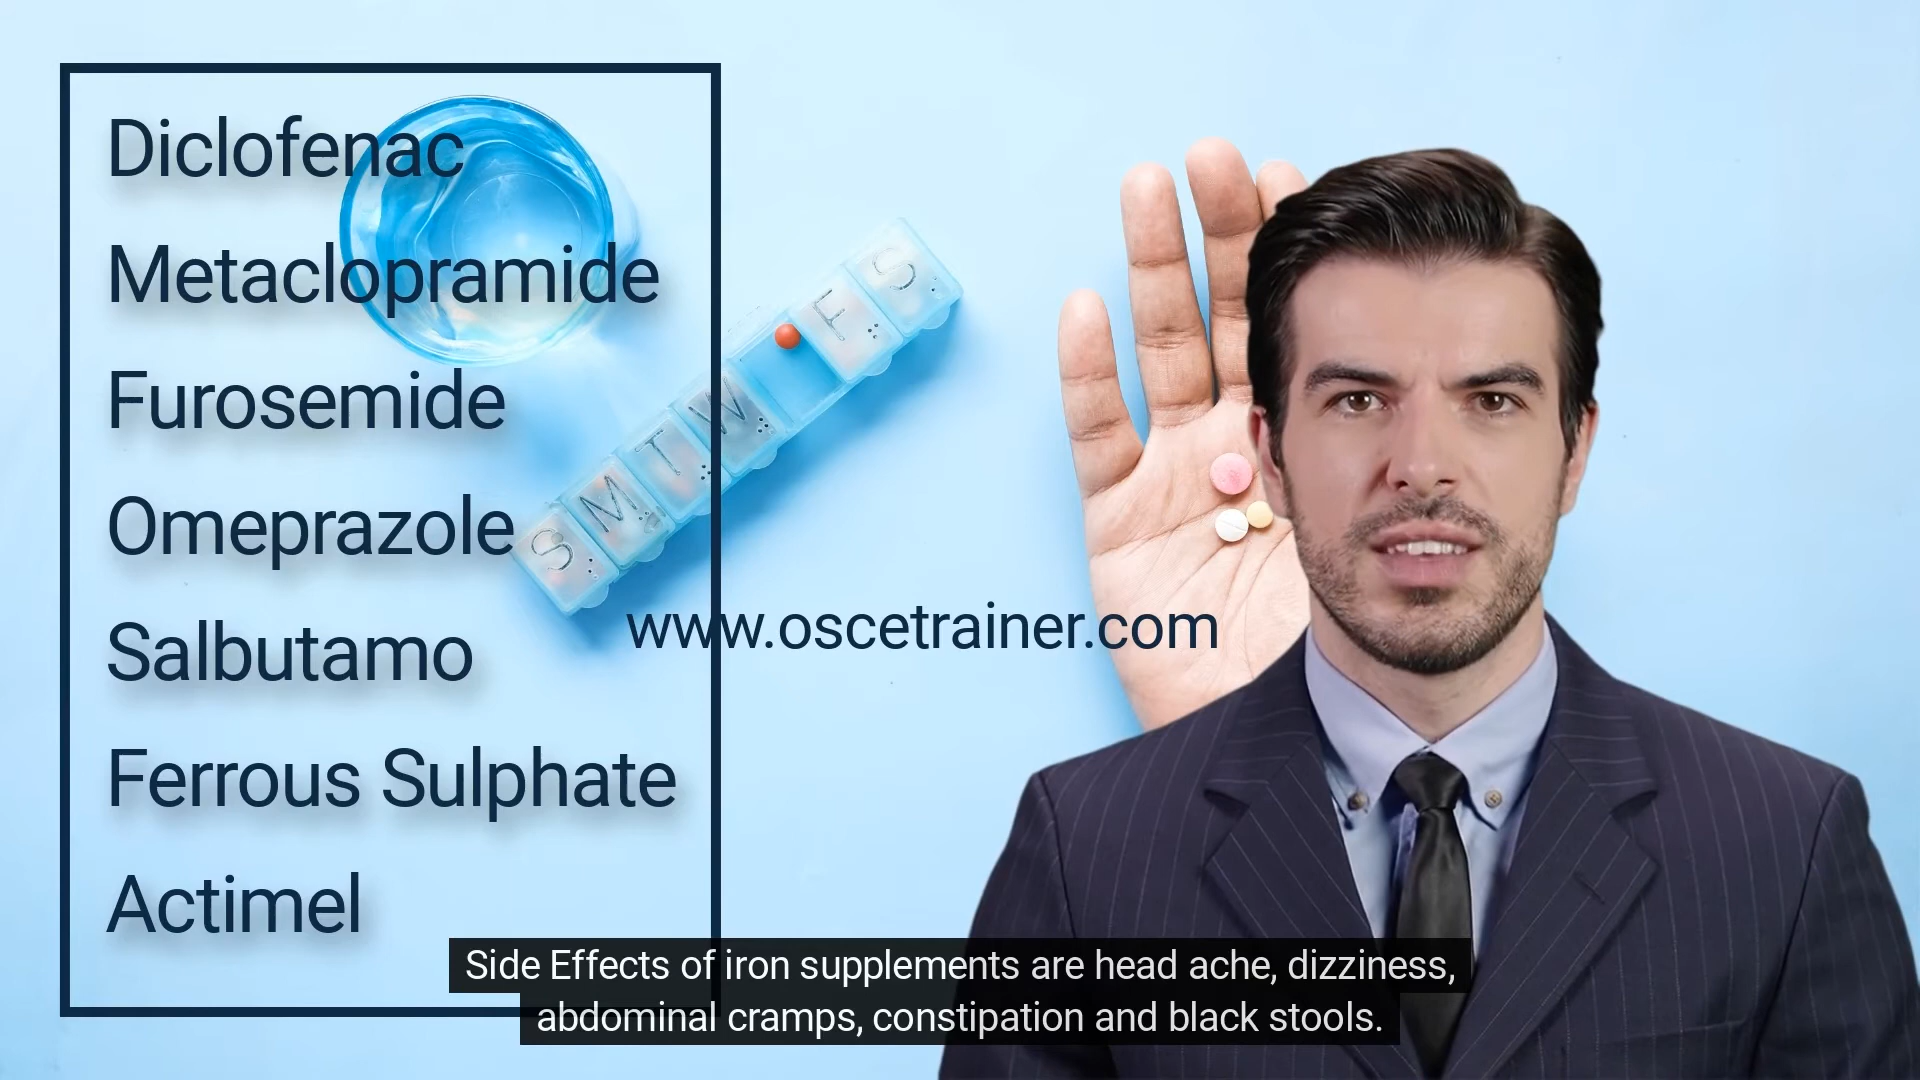 Diclofenac
Metaclopramide
Furosemide
Omeprazole
Salbutamo
Ferrous Sulphate
Actimel
S M T W F S
www.oscetrainer.com
Side Effects of iron supplements are head ache, dizziness,
abdominal cramps, constipation and black stools.